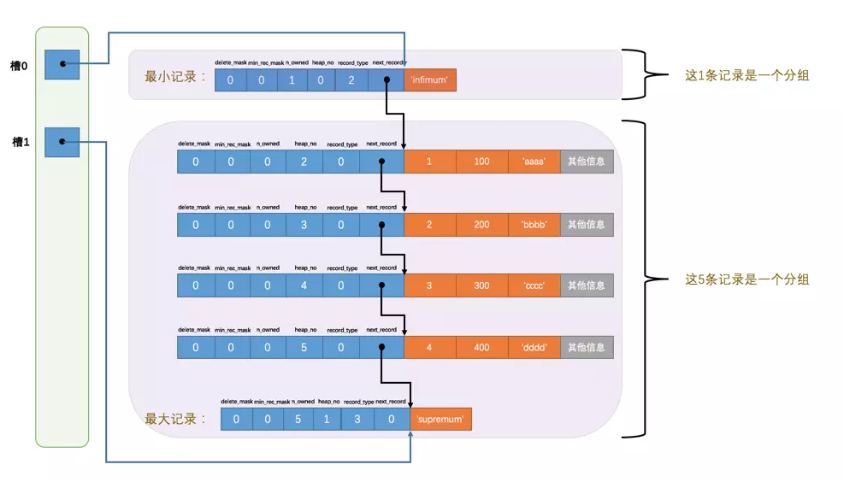 槽0
delete_mask min_rec_mask n_owned heap_no record_type next_record
最小记录： 0 0 1 0 2 'infimum'
这1条记录是一个分组
槽1
delete_mask min_rec_mask n_owned heap_no record_type next_record
0 0 0 2 0 1 100 'aaaa' 其他信息
delete_mask min_rec_mask n_owned heap_no record_type next_record
0 0 0 3 0 2 200 'bbbb' 其他信息
delete_mask min_rec_mask n_owned heap_no record_type next_record
0 0 0 4 0 3 300 'cccc' 其他信息
这5条记录是一个分组
delete_mask min_rec_mask n_owned heap_no record_type next_record
0 0 0 5 0 4 400 'dddd' 其他信息
delete_mask min_rec_mask n_owned heap_no record_type next_record
最大记录： 0 0 5 1 3 0 'supremum'